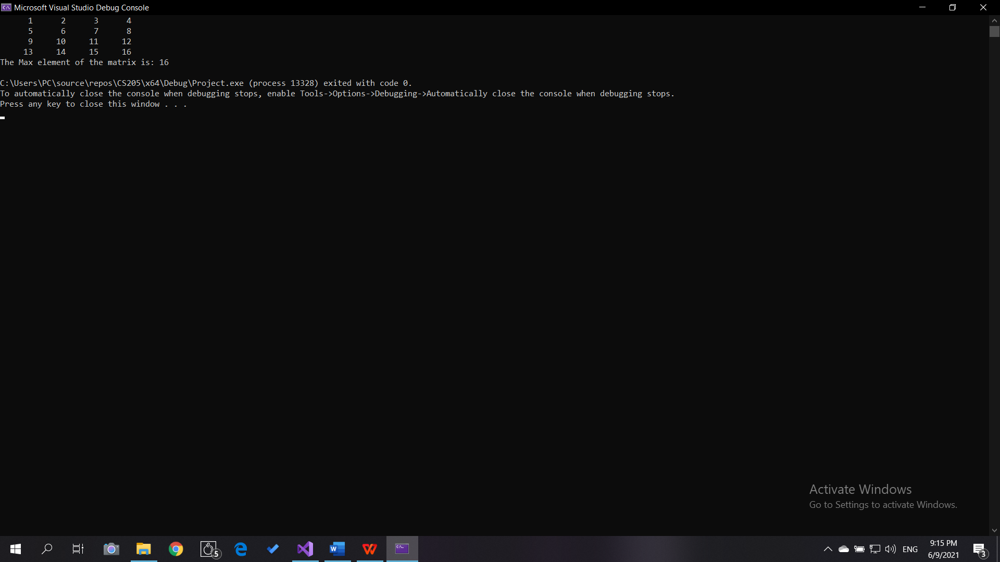 Microsoft Visual Studio Debug Console
1 2 3 4
5 6 7 8
9 10 11 12
13 14 15 16
The Max element of the matrix is: 16
C:\Users\PC\source\repos\CS205\x64\Debug\Project.exe (process 13328) exited with code 0.
To automatically close the console when debugging stops, enable Tools->Options->Debugging->Automatically close the console when debugging stops.
Press any key to close this window . . .
Activate Windows
Go to Settings to activate Windows.
5
ENG
9:15 PM
6/9/2021
3